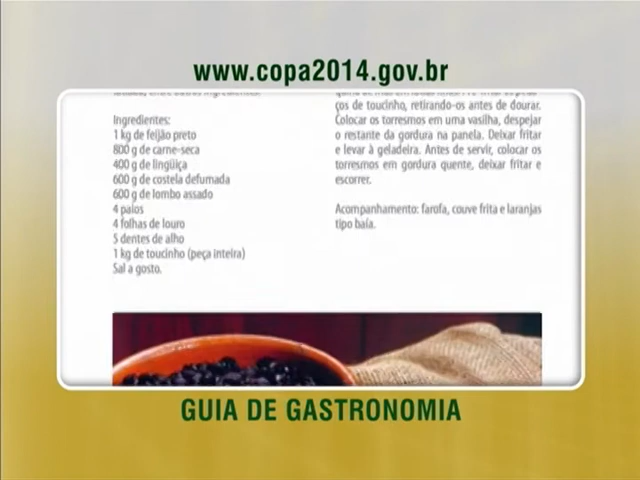 www.copa2014.gov.br
Ingredientes:
1 kg de feijão preto
800 g de carne-seca
400 g de lingüiça
600 g de costela defumada
600 g de lombo assado
4 paios
4 folhas de louro
5 dentes de alho
1 kg de toucinho (peça inteira)
Sal a gosto.
ços de toucinho, retirando-os antes de dourar.
Colocar os torresmos em uma vasilha, despejar
o restante da gordura na panela. Deixar fritar
e levar à geladeira. Antes de servir, colocar os
torresmos em gordura quente, deixar fritar e
escorrer.
Acompanhamento: farofa, couve frita e laranjas
tipo baía.
GUIA DE GASTRONOMIA